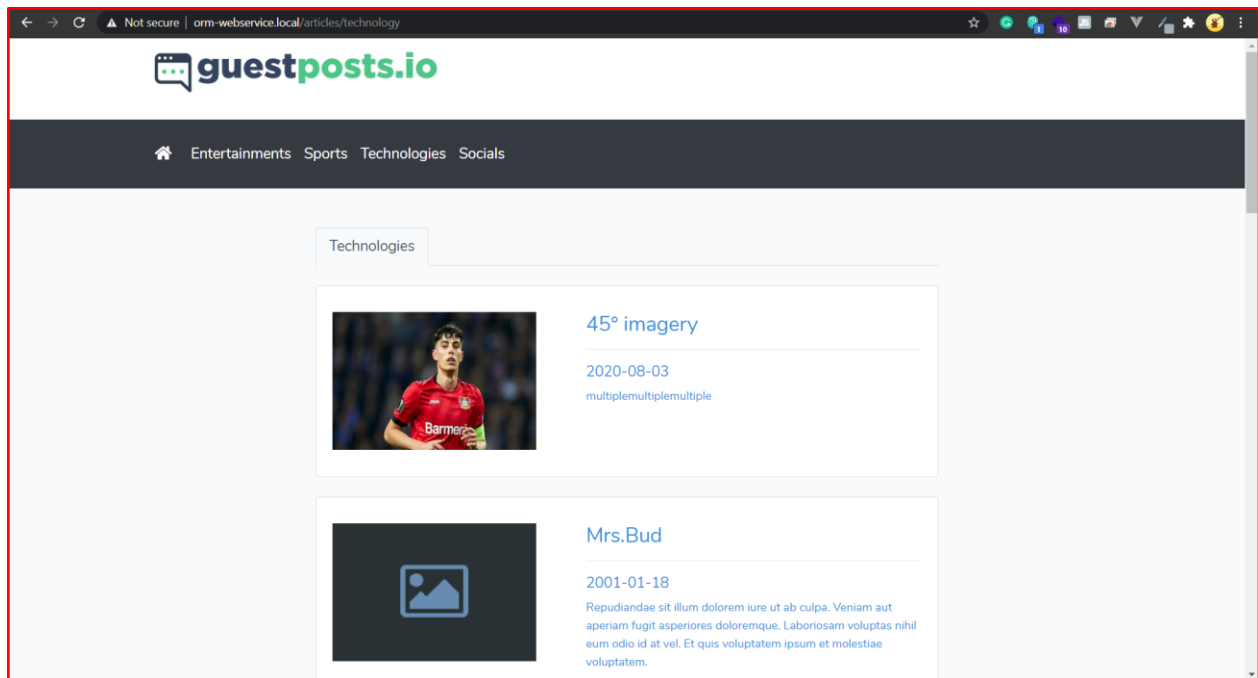 Not secure | orm-webservice.local/articles/technology
1
10
guestposts.io
Entertainments Sports Technologies Socials
Technologies
45° imagery
2020-08-03
multiplemultiplemultiple
Barmer
Mrs.Bud
2001-01-18
Repudiandae sit illum dolorem iure ut ab culpa. Veniam aut
aperiam fugit asperiores doloremque. Laboriosam voluptas nihil
eum odio id at vel. Et quis voluptatem ipsum et molestiae
voluptatem.